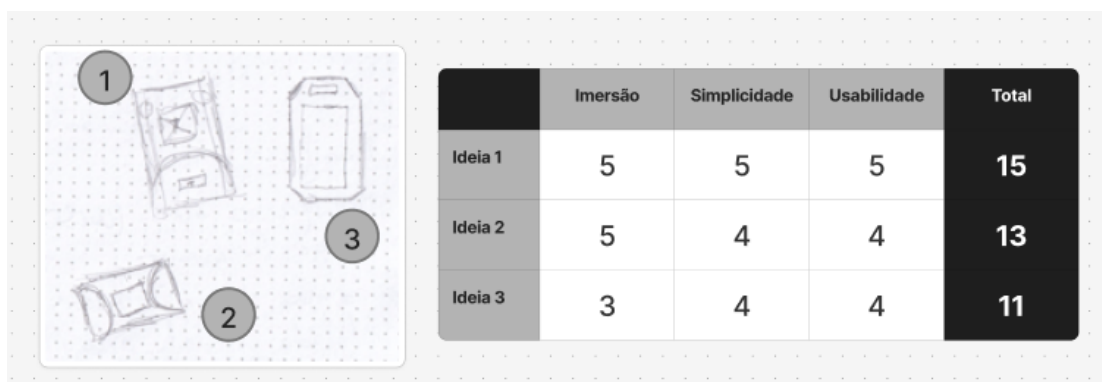 1
3
2
Imersão Simplicidade Usabilidade Total
Ideia 1 5 5 5 15
Ideia 2 5 4 4 13
Ideia 3 3 4 4 11